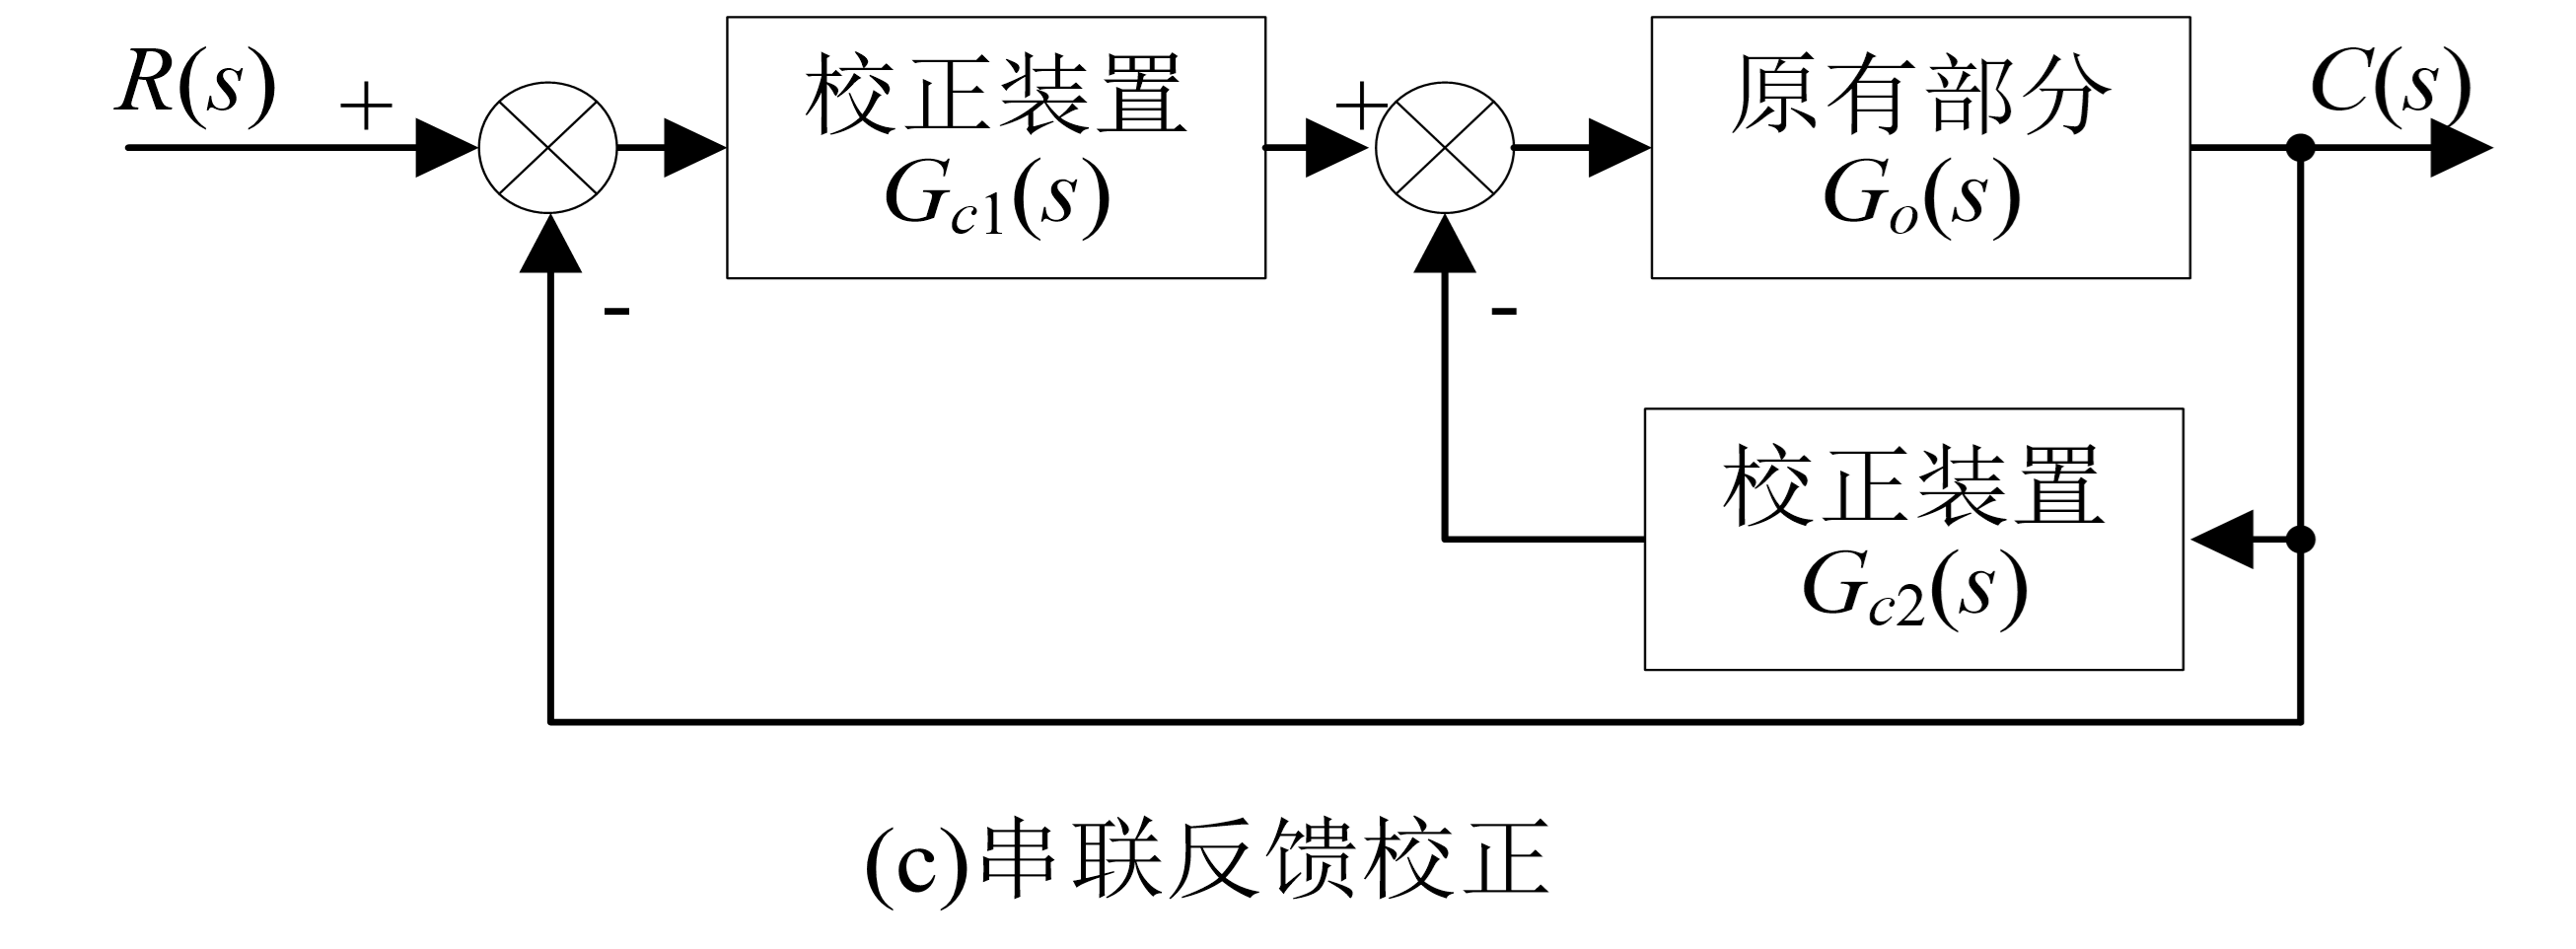 R(s)
+
校正装置
G_{c1}(s)
+
原有部分
G_o(s)
C(s)
-
-
校正装置
G_{c2}(s)
(c)串联反馈校正